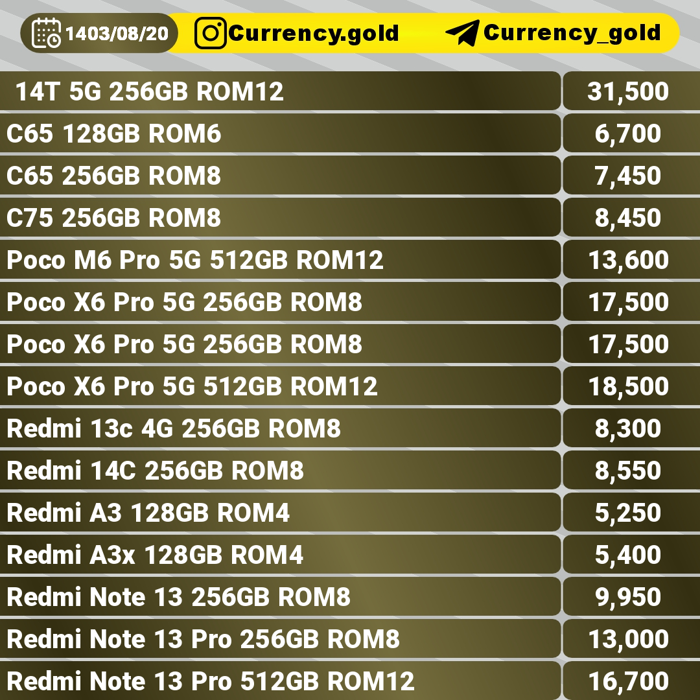 1403/08/20 Currency.gold Currency_gold
14T 5G 256GB ROM12 31,500
C65 128GB ROM6 6,700
C65 256GB ROM8 7,450
C75 256GB ROM8 8,450
Poco M6 Pro 5G 512GB ROM12 13,600
Poco X6 Pro 5G 256GB ROM8 17,500
Poco X6 Pro 5G 256GB ROM8 17,500
Poco X6 Pro 5G 512GB ROM12 18,500
Redmi 13c 4G 256GB ROM8 8,300
Redmi 14C 256GB ROM8 8,550
Redmi A3 128GB ROM4 5,250
Redmi A3x 128GB ROM4 5,400
Redmi Note 13 256GB ROM8 9,950
Redmi Note 13 Pro 256GB ROM8 13,000
Redmi Note 13 Pro 512GB ROM12 16,700